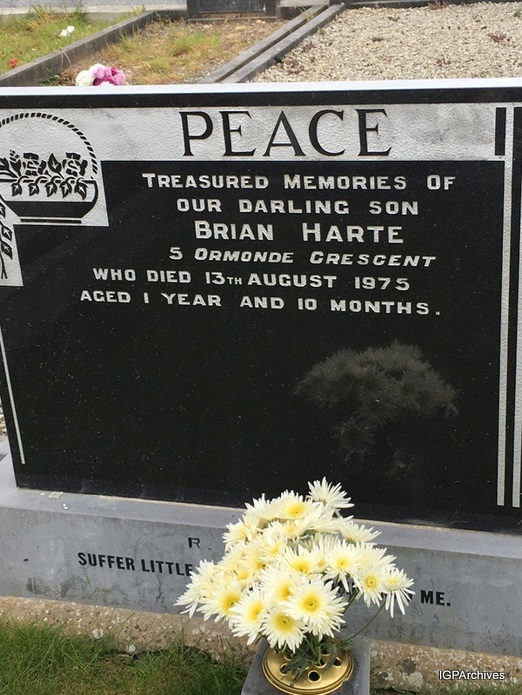 PEACE
TREASURED MEMORIES OF
OUR DARLING SON
BRIAN HARTE
5 ORMONDE CRESCENT
WHO DIED 13TH AUGUST 1975
AGED 1 YEAR AND 10 MONTHS.
R.
SUFFER LITTLE ME.
IGPArchives